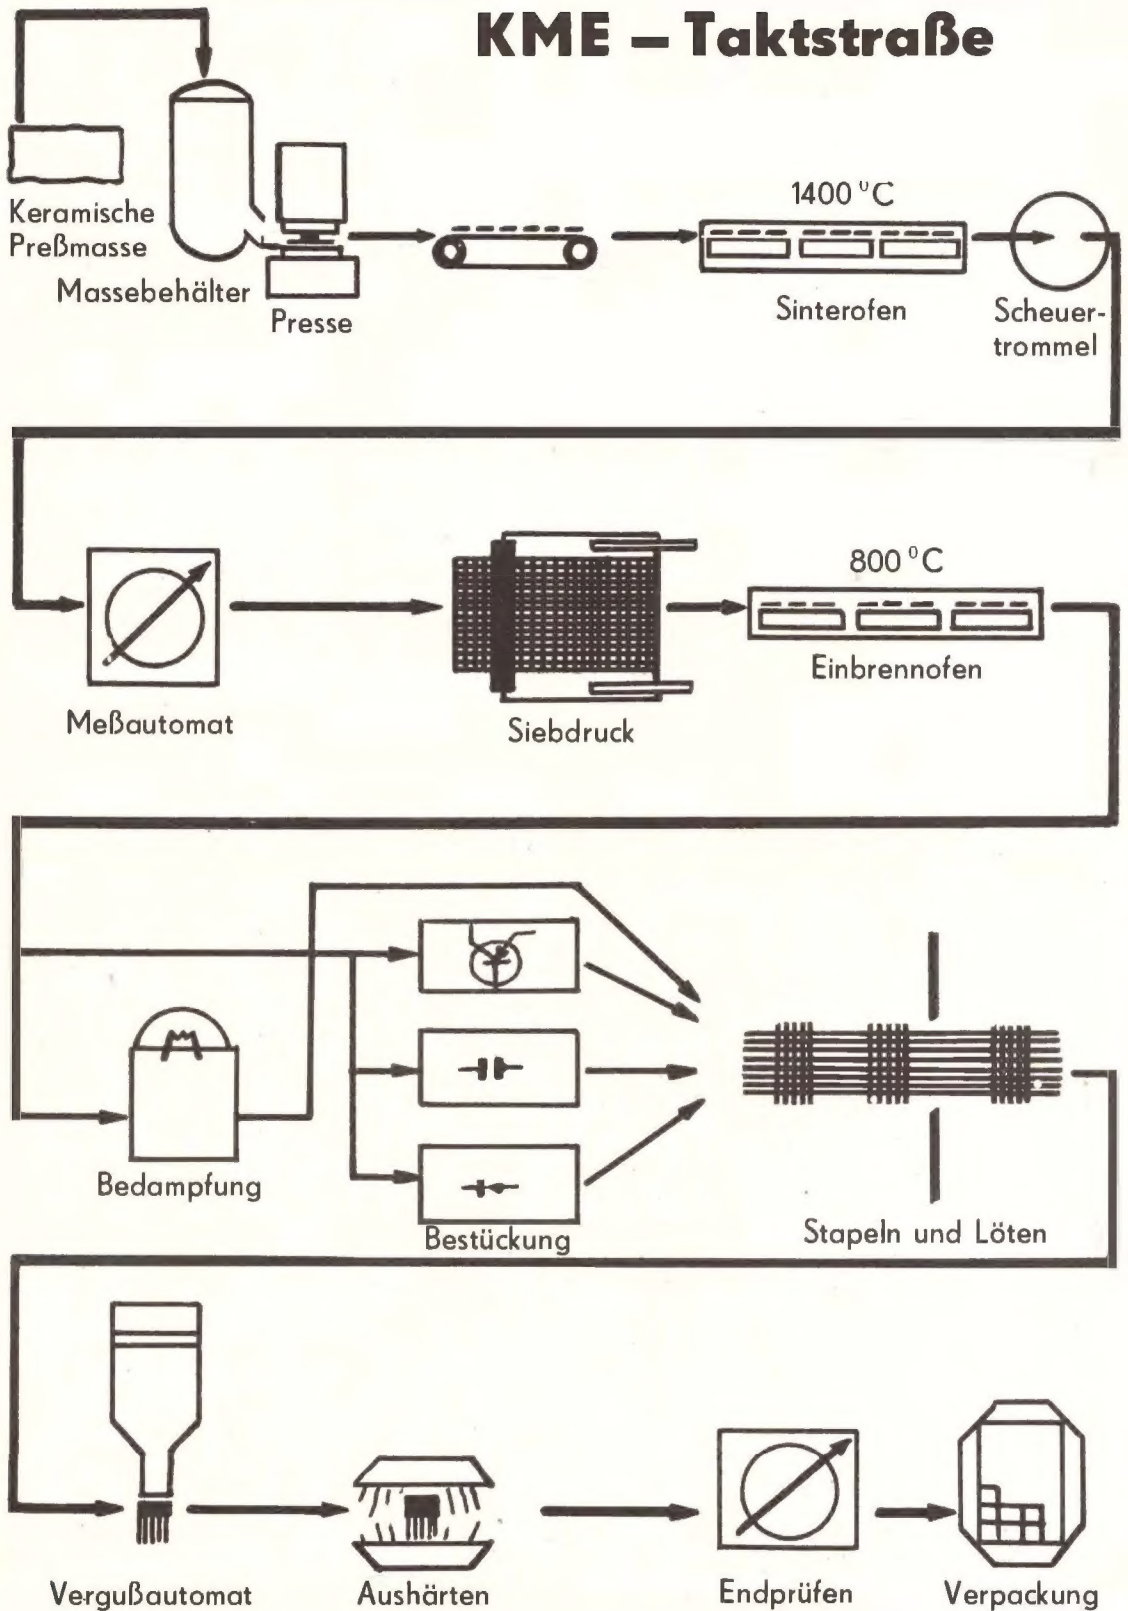 KME – Taktstraße
Keramische
Preßmasse
Massebehälter
Presse
1400 °C
Sinterofen
Scheuer-
trommel
Meßautomat
Siebdruck
800 °C
Einbrennofen
Bedampfung
Bestückung
Stapeln und Löten
Vergußautomat
Aushärten
Endprüfen
Verpackung